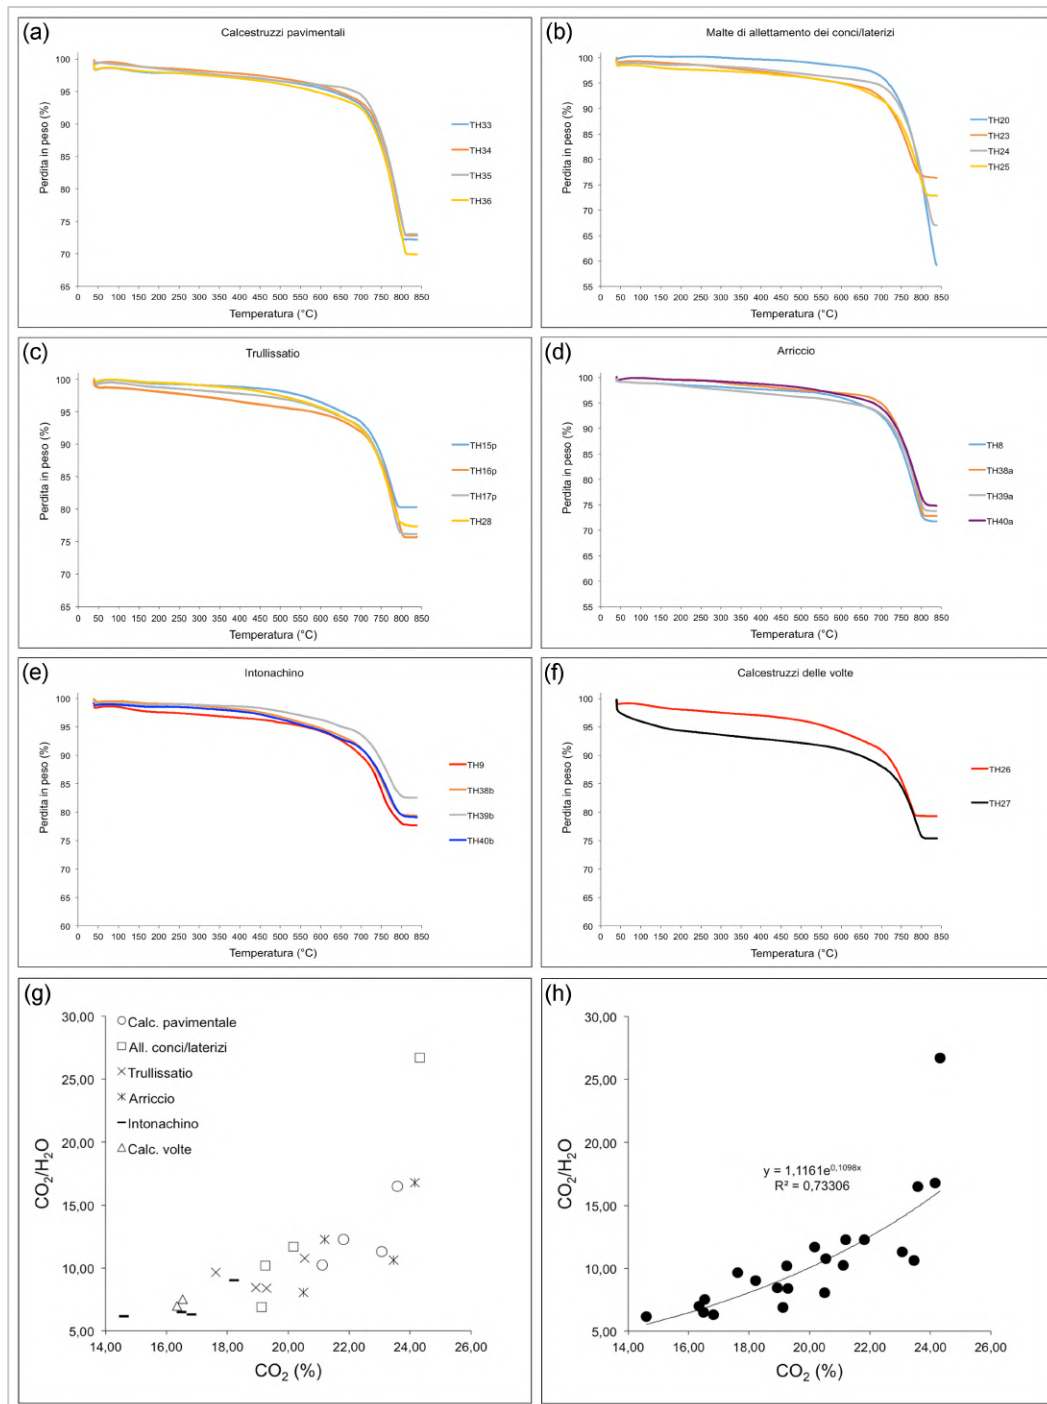 (a)
Calcestruzzi pavimentali
Perdita in peso (%)
100
95
90
85
80
75
70
65
0 50 100 150 200 250 300 350 400 450 500 550 600 650 700 750 800 850
Temperatura (°C)
TH33
TH34
TH35
TH36
(b)
Malte di allettamento dei conci/laterizi
Perdita in peso (%)
100
95
90
85
80
75
70
65
60
55
0 50 100 150 200 250 300 350 400 450 500 550 600 650 700 750 800 850
Temperatura (°C)
TH20
TH23
TH24
TH25
(c)
Trullissatio
Perdita in peso (%)
100
95
90
85
80
75
70
65
0 50 100 150 200 250 300 350 400 450 500 550 600 650 700 750 800 850
Temperatura (°C)
TH15p
TH16p
TH17p
TH28
(d)
Arriccio
Perdita in peso (%)
100
95
90
85
80
75
70
65
60
55
0 50 100 150 200 250 300 350 400 450 500 550 600 650 700 750 800 850
Temperatura (°C)
TH8
TH38a
TH39a
TH40a
(e)
Intonachino
Perdita in peso (%)
100
95
90
85
80
75
70
65
60
0 50 100 150 200 250 300 350 400 450 500 550 600 650 700 750 800 850
Temperatura (°C)
TH9
TH38b
TH39b
TH40b
(f)
Calcestruzzi delle volte
Perdita in peso (%)
100
95
90
85
80
75
70
65
60
0 50 100 150 200 250 300 350 400 450 500 550 600 650 700 750 800 850
Temperatura (°C)
TH26
TH27
(g)
CO₂/H₂O
30,00
25,00
20,00
15,00
10,00
5,00
Calc. pavimentale
All. conci/laterizi
Trullissatio
Arriccio
Intonachino
Calc. volte
14,00 16,00 18,00 20,00 22,00 24,00 26,00
CO₂ (%)
(h)
CO₂/H₂O
30,00
25,00
20,00
15,00
10,00
5,00
y = 1,1161e^0,1098x
R² = 0,73306
14,00 16,00 18,00 20,00 22,00 24,00 26,00
CO₂ (%)